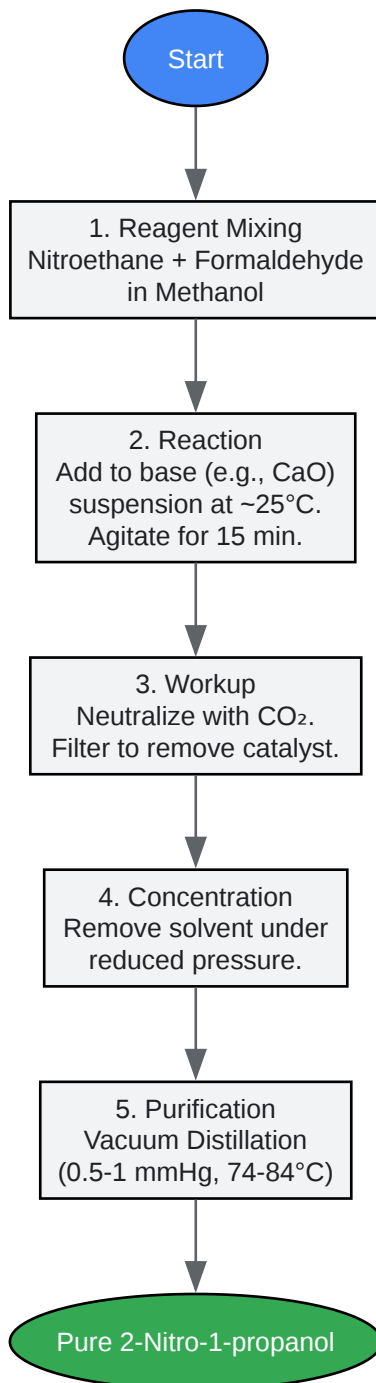 Start
1. Reagent Mixing
Nitroethane + Formaldehyde
in Methanol
2. Reaction
Add to base (e.g., CaO)
suspension at ~25°C.
Agitate for 15 min.
3. Workup
Neutralize with CO₂.
Filter to remove catalyst.
4. Concentration
Remove solvent under
reduced pressure.
5. Purification
Vacuum Distillation
(0.5-1 mmHg, 74-84°C)
Pure 2-Nitro-1-propanol